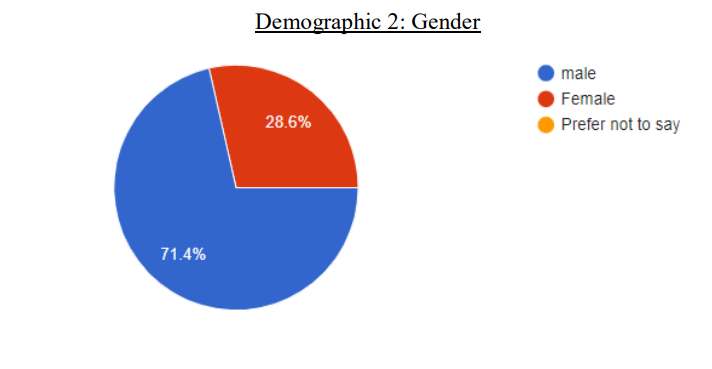 Demographic 2: Gender
male
Female
Prefer not to say
28.6%
71.4%